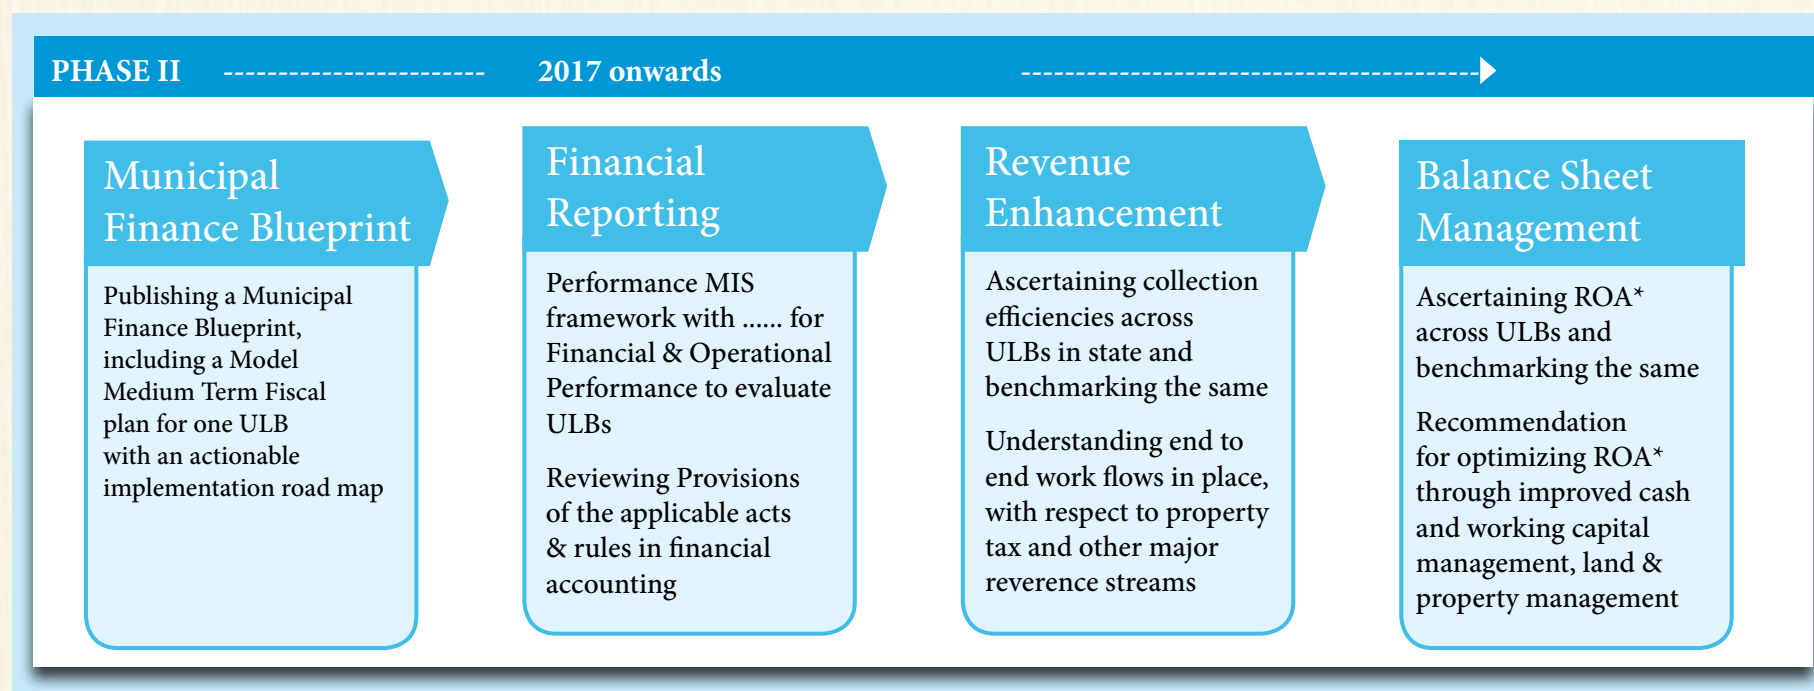 PHASE II ------------------------ 2017 onwards ------------------------------------------
Municipal
Finance Blueprint
Publishing a Municipal
Finance Blueprint,
including a Model
Medium Term Fiscal
plan for one ULB
with an actionable
implementation road map
Financial
Reporting
Performance MIS
framework with ...... for
Financial & Operational
Performance to evaluate
ULBs
Reviewing Provisions
of the applicable acts
& rules in financial
accounting
Revenue
Enhancement
Ascertaining collection
efficiencies across
ULBs in state and
benchmarking the same
Understanding end to
end work flows in place,
with respect to property
tax and other major
reverence streams
Balance Sheet
Management
Ascertaining ROA*
across ULBs and
benchmarking the same
Recommendation
for optimizing ROA*
through improved cash
and working capital
management, land &
property management